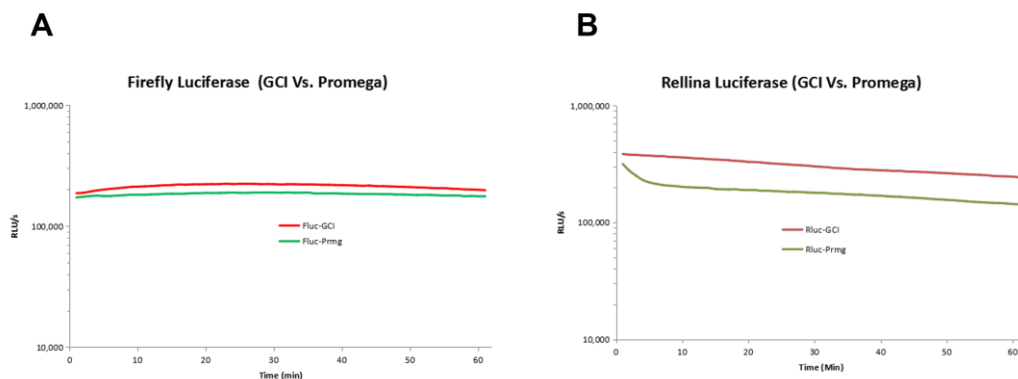 A
Firefly Luciferase (GCI Vs. Promega)
1,000,000
100,000
10,000
RLU/s
Fluc-GCI
Fluc-Prmg
0 10 20 30 40 50 60
Time (min)
B
Rellina Luciferase (GCI Vs. Promega)
1,000,000
100,000
10,000
RLU/s
Rluc-GCI
Rluc-Prmg
0 10 20 30 40 50 60
Time (Min)